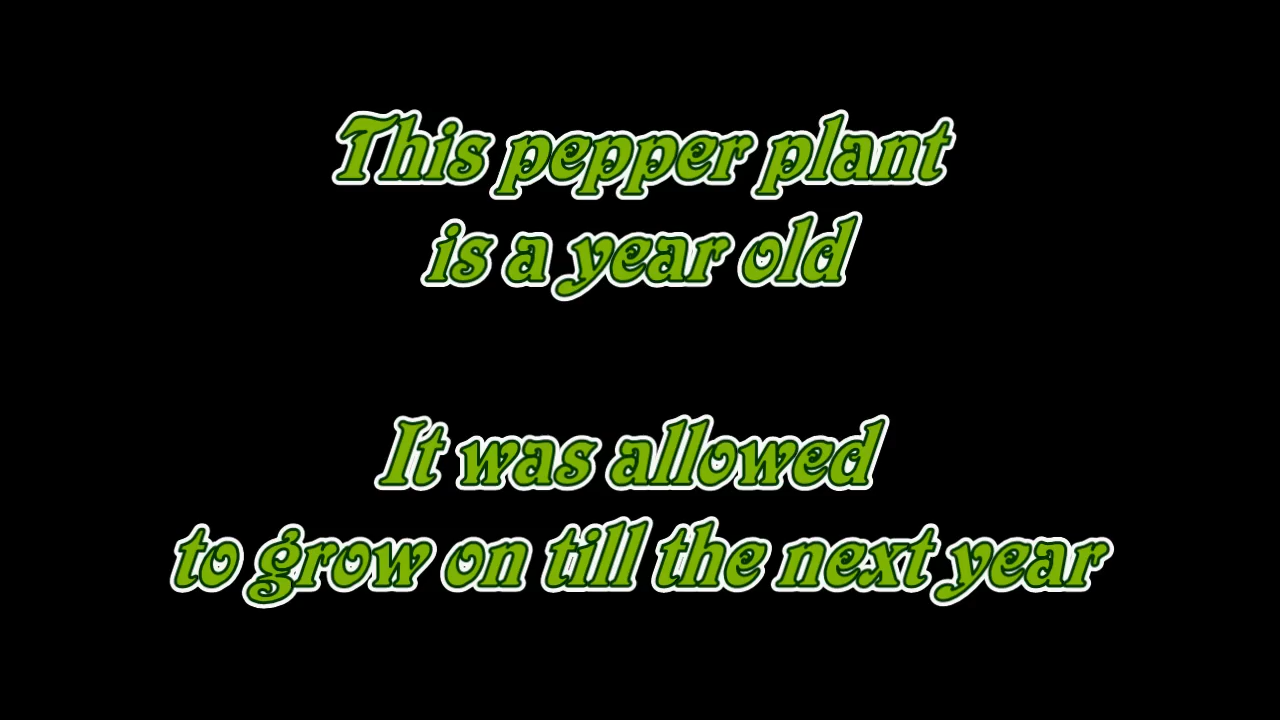 This pepper plant
is a year old
It was allowed
to grow on till the next year